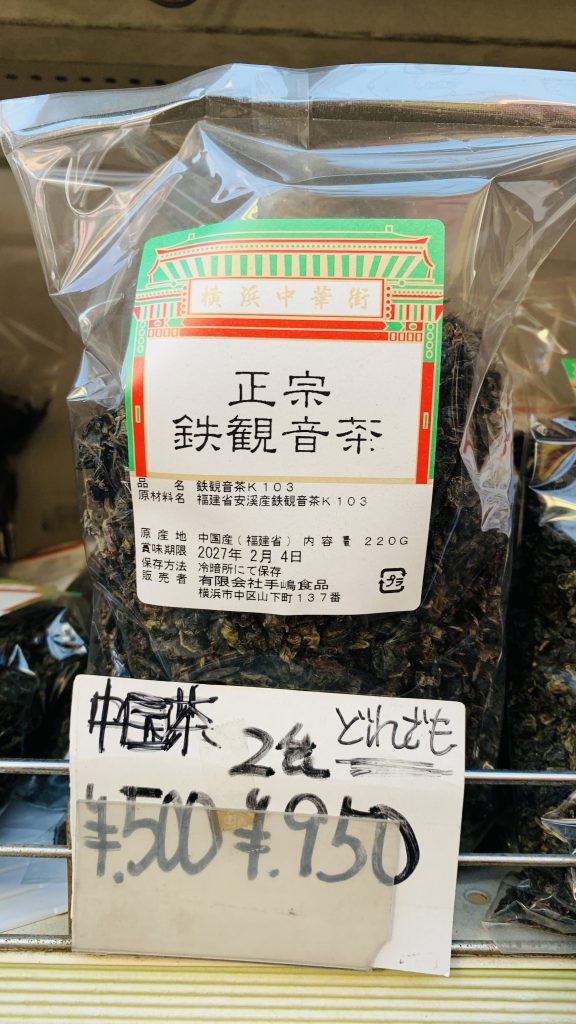 横浜中華街
正宗
鉄観音茶
品名 鉄観音茶K103
原材料名 福建省安溪産鉄観音茶K103
原産地 中国産(福建省) 内容量 220G
賞味期限 2027年2月4日
保存方法 冷暗所にて保存
販売者 有限会社手嶋食品
横浜市中区山下町137番
プラ
中国茶 2袋 どれでも
¥.500 ¥.950